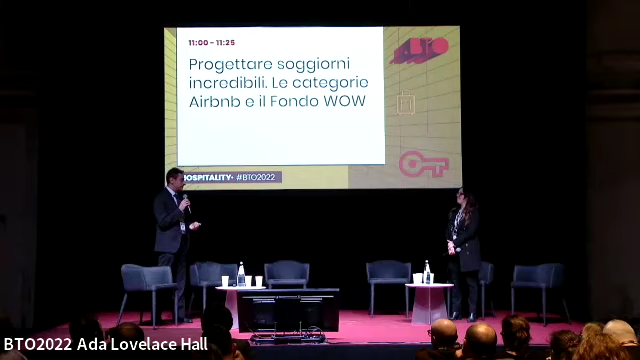 11:00 - 11:25
BTO
Progettare soggiorni
incredibili. Le categorie
Airbnb e il Fondo WOW
HOSPITALITY• #BTO2022
BTO2022 Ada Lovelace Hall